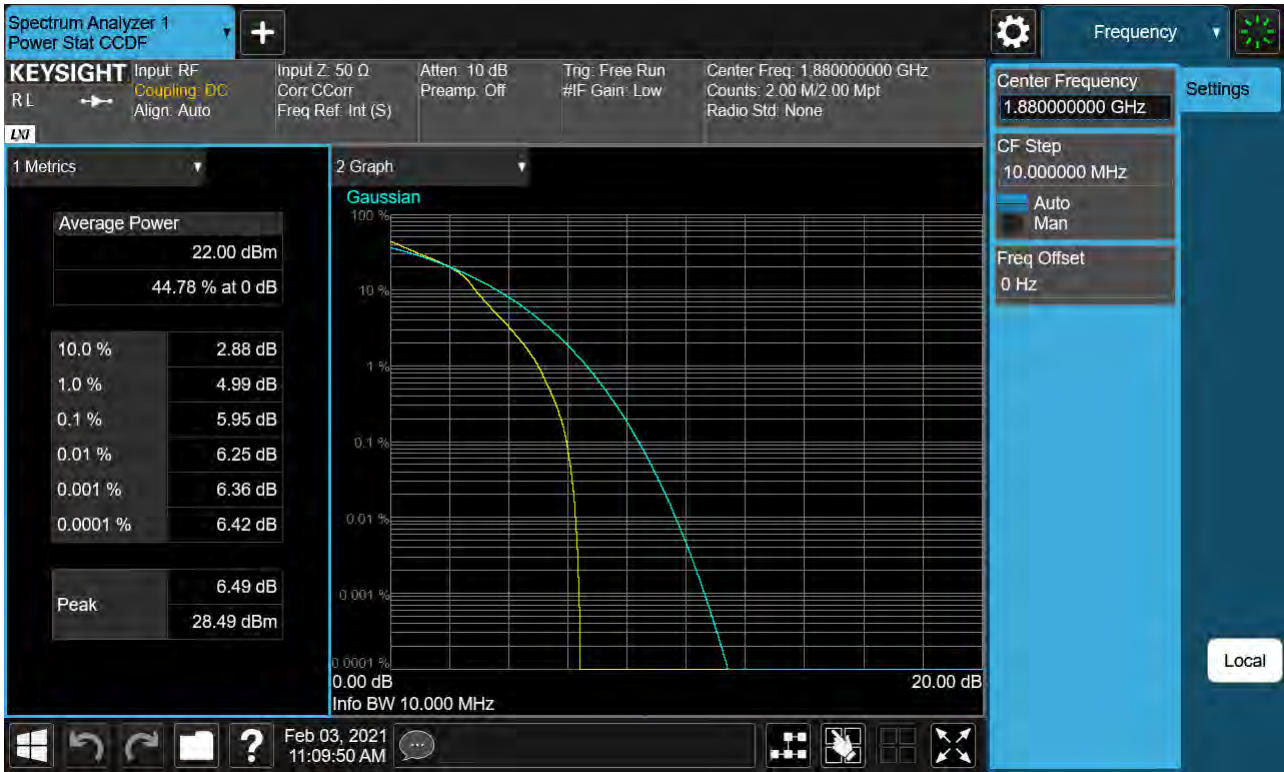 Spectrum Analyzer 1
Power Stat CCDF
Frequency
KEYSIGHT
R L
LXI
Input: RF
Coupling: DC
Align: Auto
Input Z: 50 Ω
Corr CCorr
Freq Ref: Int (S)
Atten: 10 dB
Preamp: Off
Trig: Free Run
#IF Gain: Low
Center Freq: 1.880000000 GHz
Counts: 2.00 M/2.00 Mpt
Radio Std: None
Center Frequency
1.880000000 GHz
Settings
CF Step
10.000000 MHz
Auto
Man
Freq Offset
0 Hz
1 Metrics
Average Power
22.00 dBm
44.78 % at 0 dB
10.0 % 2.88 dB
1.0 % 4.99 dB
0.1 % 5.95 dB
0.01 % 6.25 dB
0.001 % 6.36 dB
0.0001 % 6.42 dB
Peak
6.49 dB
28.49 dBm
2 Graph
Gaussian
100 %
10 %
1 %
0.1 %
0.01 %
0.001 %
0.0001 %
0.00 dB 20.00 dB
Info BW 10.000 MHz
Local
?
Feb 03, 2021
11:09:50 AM